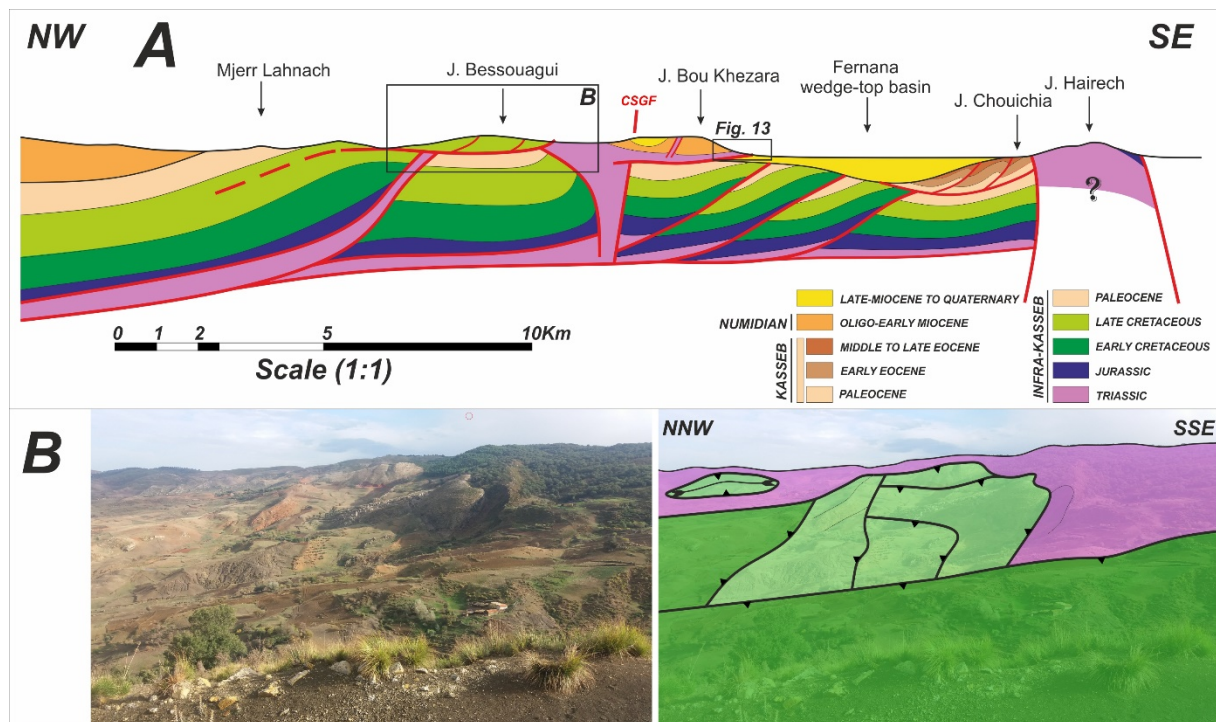 NW
A
SE
Mjerr Lahnach
J. Bessouagui
B
CSGF
J. Bou Khezara
Fig. 13
Fernana
wedge-top basin
J. Chouichia
J. Hairech
?
0 1 2 5 10Km
Scale (1:1)
LATE-MIOCENE TO QUATERNARY
NUMIDIAN
OLIGO-EARLY MIOCENE
KASSEB
MIDDLE TO LATE EOCENE
EARLY EOCENE
PALEOCENE
INFRA-KASSEB
PALEOCENE
LATE CRETACEOUS
EARLY CRETACEOUS
JURASSIC
TRIASSIC
B
NNW
SSE